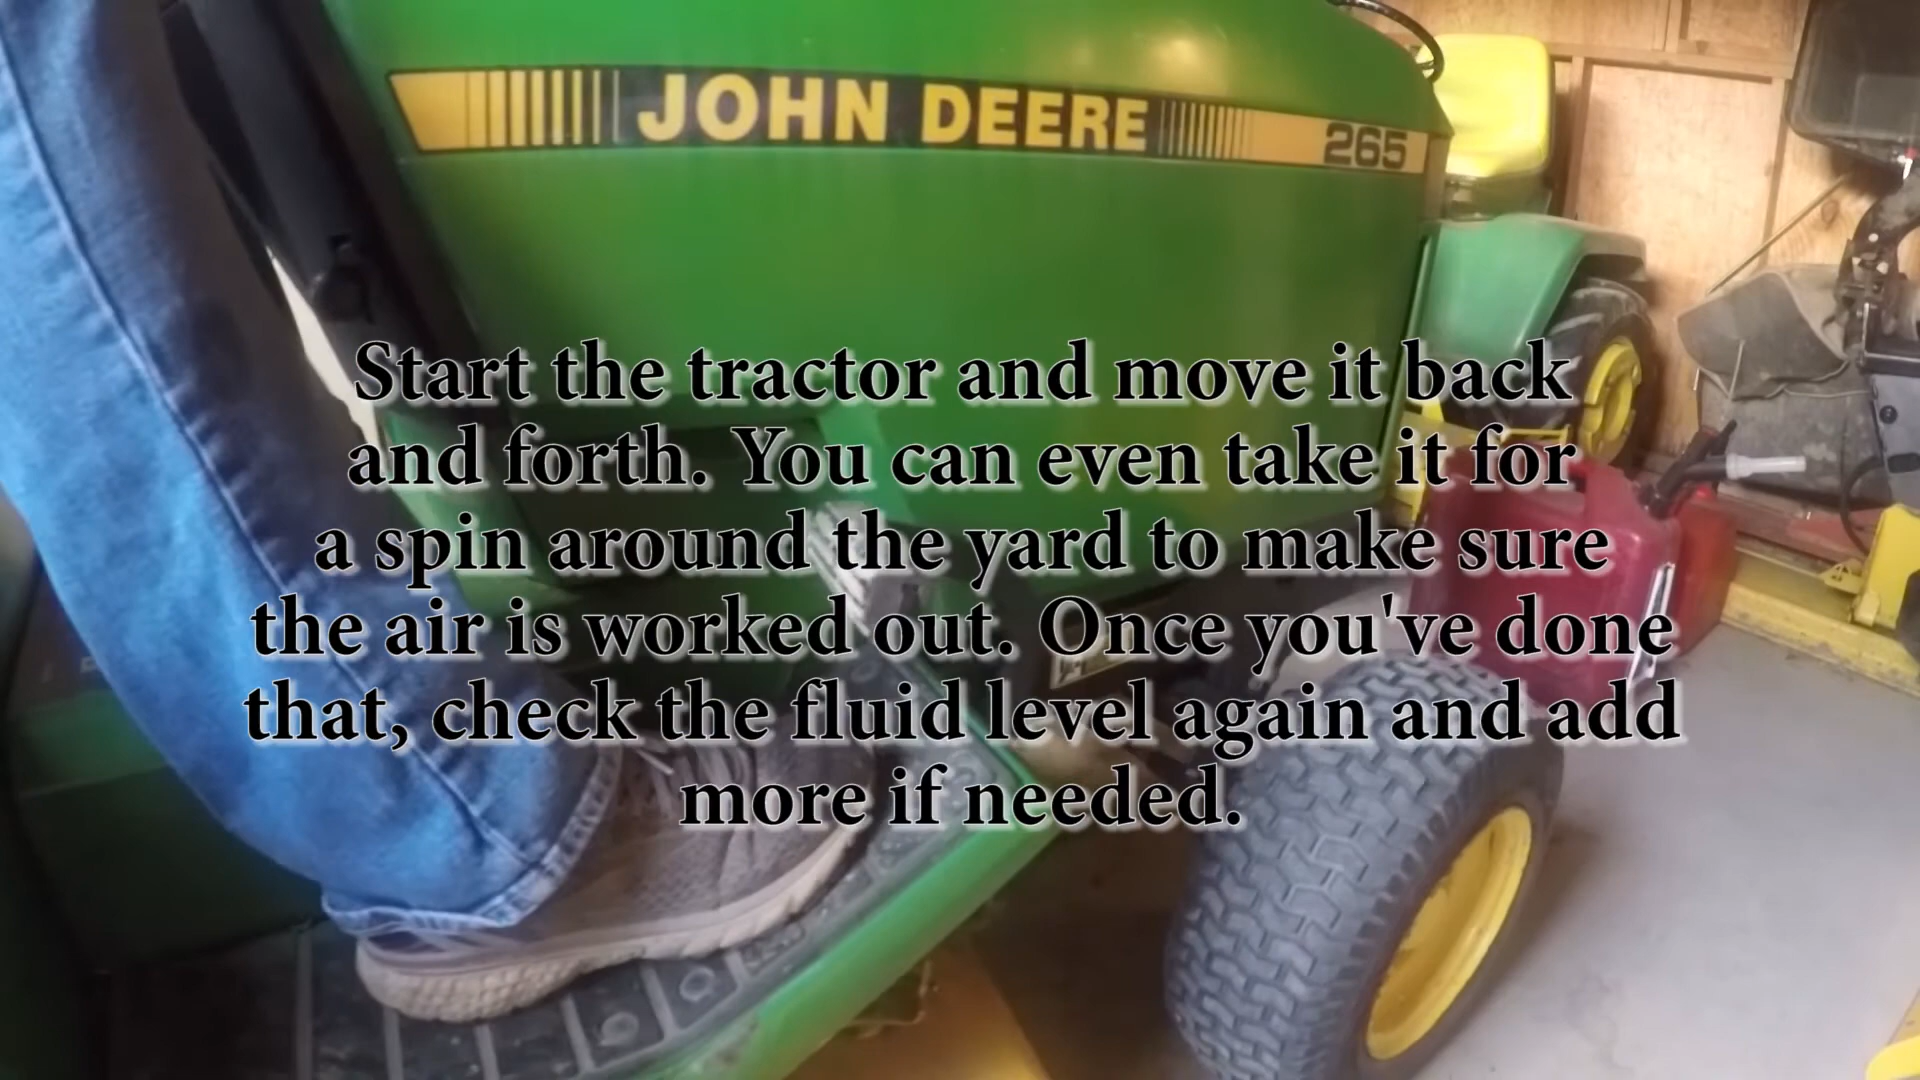 JOHN DEERE 265
Start the tractor and move it back
and forth. You can even take it for
a spin around the yard to make sure
the air is worked out. Once you've done
that, check the fluid level again and add
more if needed.